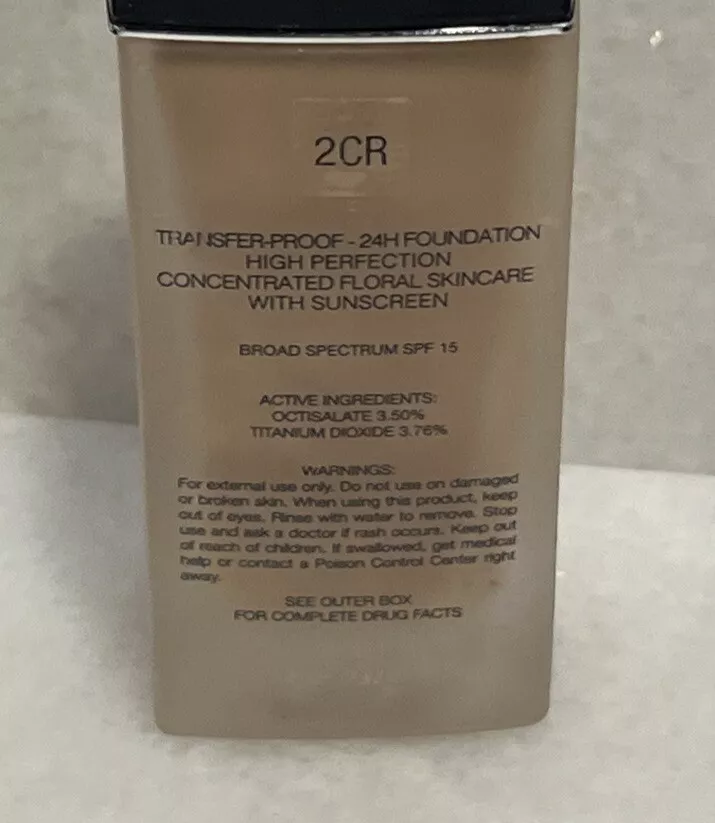 2CR
TRANSFER-PROOF - 24H FOUNDATION
HIGH PERFECTION
CONCENTRATED FLORAL SKINCARE
WITH SUNSCREEN
BROAD SPECTRUM SPF 15
ACTIVE INGREDIENTS:
OCTISALATE 3.50%
TITANIUM DIOXIDE 3.76%
WARNINGS:
For external use only. Do not use on damaged
or broken skin. When using this product, keep
out of eyes. Rinse with water to remove. Stop
use and ask a doctor if rash occurs. Keep out
of reach of children. If swallowed, get medical
help or contact a Poison Control Center right
away.
SEE OUTER BOX
FOR COMPLETE DRUG FACTS